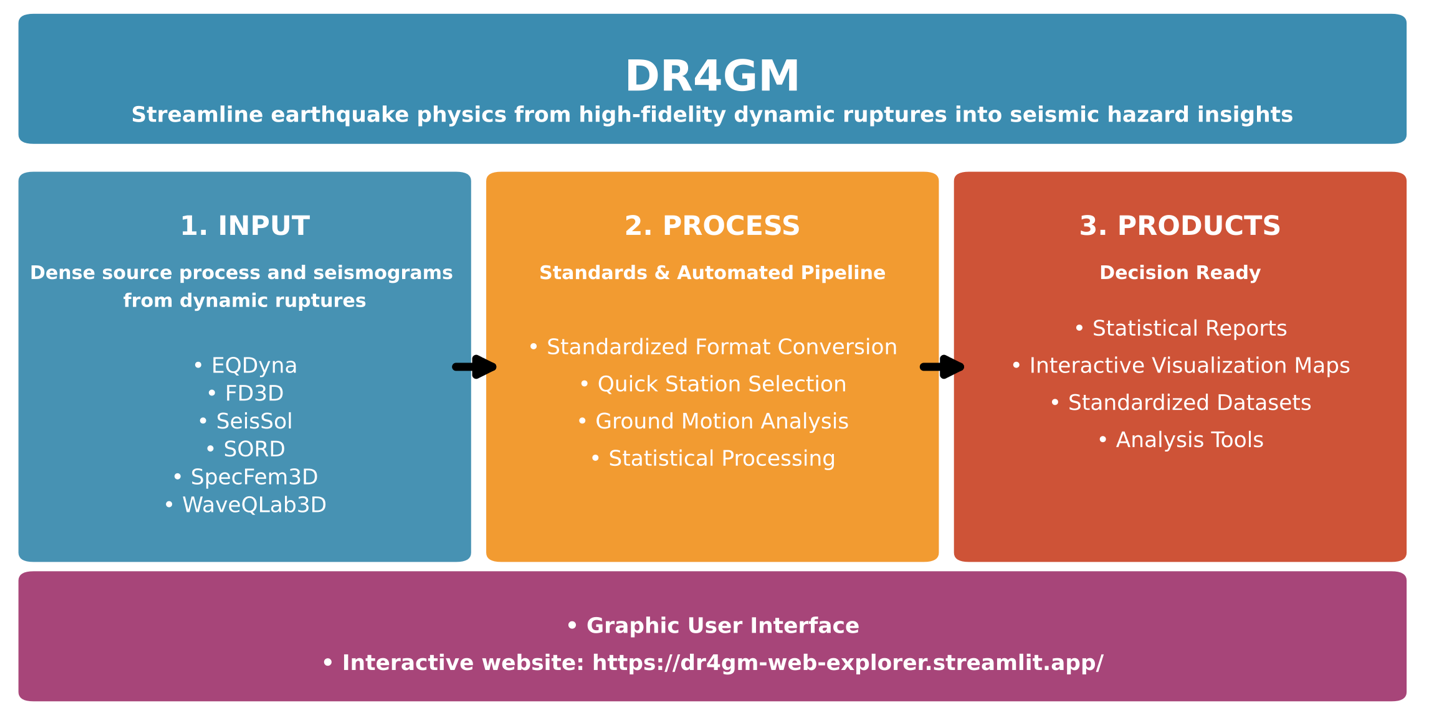 DR4GM
Streamline earthquake physics from high-fidelity dynamic ruptures into seismic hazard insights
1. INPUT
Dense source process and seismograms
from dynamic ruptures
• EQDyna
• FD3D
• SeisSol
• SORD
• SpecFem3D
• WaveQLab3D
2. PROCESS
Standards & Automated Pipeline
• Standardized Format Conversion
• Quick Station Selection
• Ground Motion Analysis
• Statistical Processing
3. PRODUCTS
Decision Ready
• Statistical Reports
• Interactive Visualization Maps
• Standardized Datasets
• Analysis Tools
• Graphic User Interface
• Interactive website: https://dr4gm-web-explorer.streamlit.app/